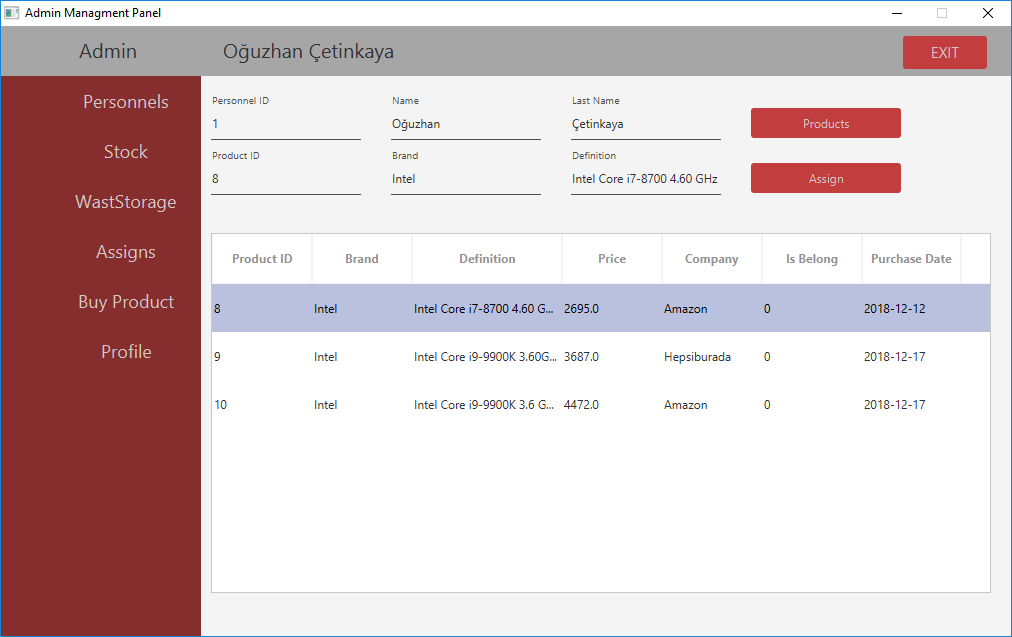 Admin Managment Panel
Admin Oğuzhan Çetinkaya EXIT
Personnels
Stock
WastStorage
Assigns
Buy Product
Profile
Personnel ID Name Last Name
1 Oğuzhan Çetinkaya Products
Product ID Brand Definition
8 Intel Intel Core i7-8700 4.60 GHz Assign
Product ID Brand Definition Price Company Is Belong Purchase Date
8 Intel Intel Core i7-8700 4.60 G... 2695.0 Amazon 0 2018-12-12
9 Intel Intel Core i9-9900K 3.60G... 3687.0 Hepsiburada 0 2018-12-17
10 Intel Intel Core i9-9900K 3.6 G... 4472.0 Amazon 0 2018-12-17